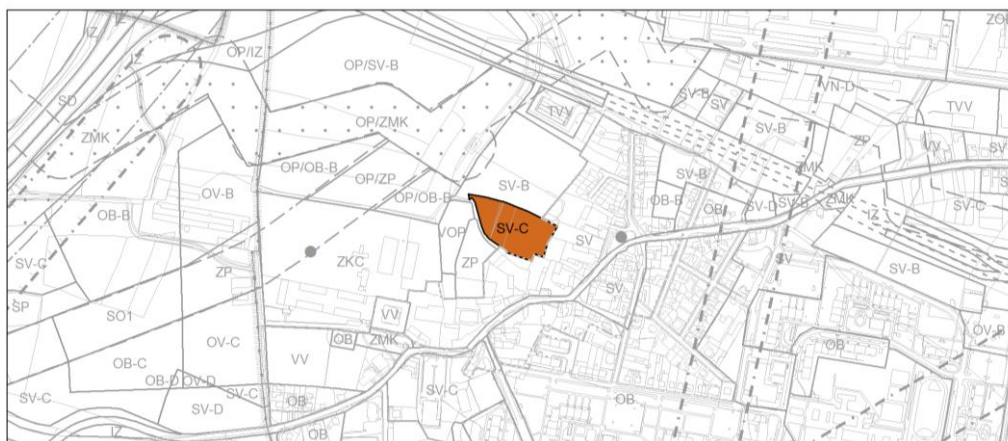 IZ
IZ
OP/IZ
ZO
OP/SV-B
VN-D
SD
SV-B
SV
TVV
TVV
ZMK
OP/ZMK
SV-B
ZP
VV
SV
OP/OB-B
OP/ZP
SV-B
SV-B
ZMK
OV-B
OP/OB-B
OB-B
OB
SV-D
SV-B
ZMK
SV-C
OB-B
SV-C
VOP
SV
IZ
SV-C
ZP
ZKC
ZP
SV
SV-B
SP
SO1
VV
SV
OV-B
OV-C
OB
ZMK
OB
OB-C
VV
OB-D
OV-D
SV-C
SV-C
SV-C
SV-D
OB
OB
OB